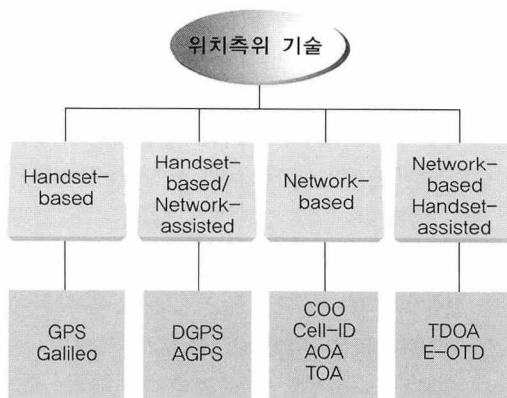 위치측위 기술
Handset-
based
Handset-
based/
Network-
assisted
Network-
based
Network-
based
Handset-
assisted
GPS
Galileo
DGPS
AGPS
COO
Cell-ID
AOA
TOA
TDOA
E-OTD